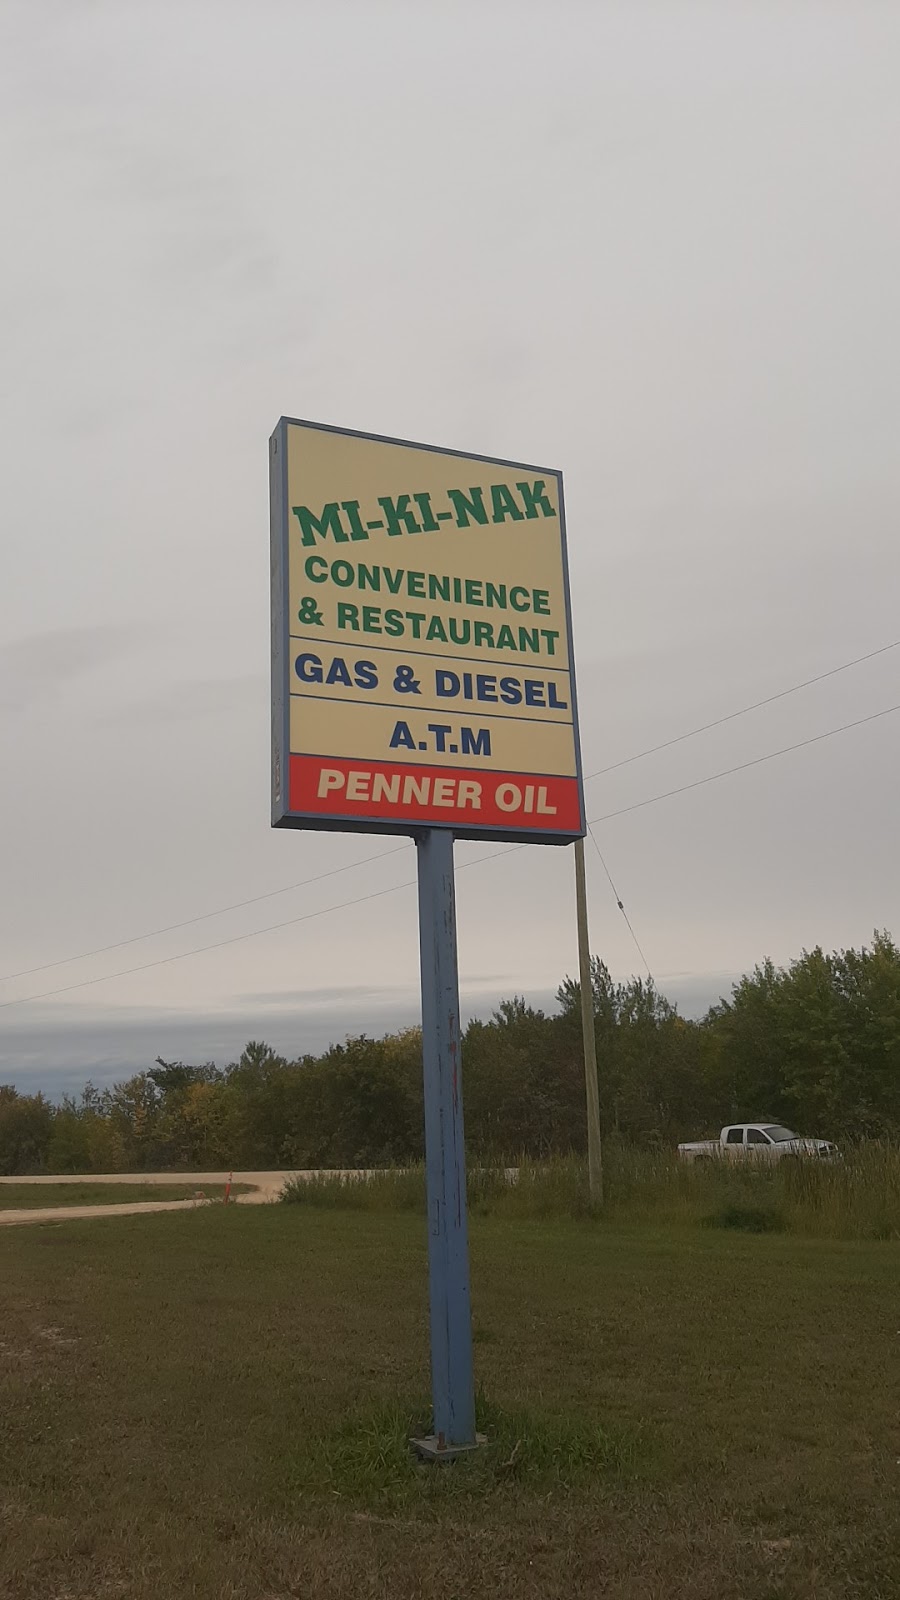 MI-KI-NAK
CONVENIENCE
& RESTAURANT
GAS & DIESEL
A.T.M
PENNER OIL